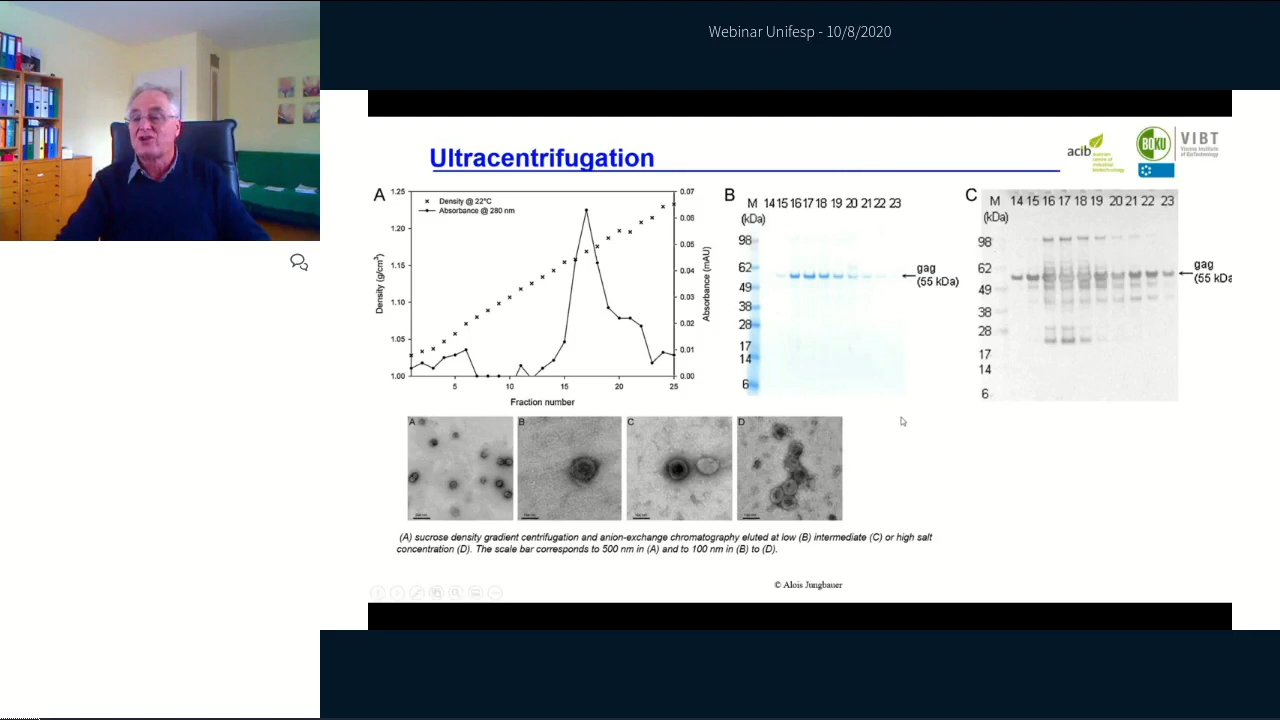 Webinar Unifesp - 10/8/2020
Ultracentrifugation
acib
austrian
centre of
industrial
biotechnology
BOKU
VIBT
Vienna Institute
of BioTechnology
A
1.25
1.20
1.15
1.10
1.05
1.00
Density (g/cm³)
Density @ 22°C
Absorbance @ 280 nm
0.07
0.06
0.05
0.04
0.03
0.02
0.01
0.00
Absorbance (mAU)
5 10 15 20 25
Fraction number
B
M 14 15 16 17 18 19 20 21 22 23
(kDa)
98
62
49
38
28
17
14
6
gag
(55 kDa)
C
M 14 15 16 17 18 19 20 21 22 23
(kDa)
98
62
49
38
28
17
14
6
gag
(55 kDa
A
B
C
D
(A) sucrose density gradient centrifugation and anion-exchange chromatography eluted at low (B) intermediate (C) or high salt
concentration (D). The scale bar corresponds to 500 nm in (A) and to 100 nm in (B) to (D).
© Alois Jungbauer